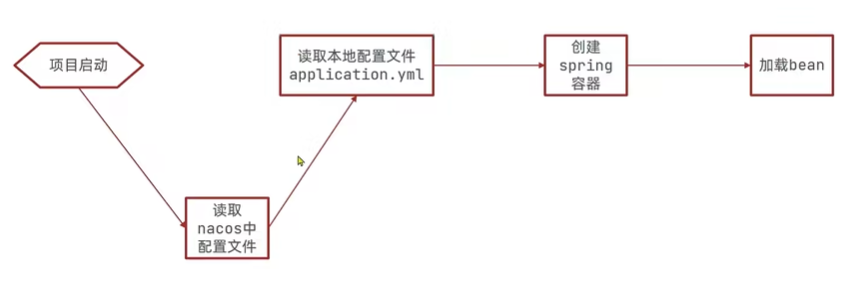 项目启动
读取
nacos中
配置文件
读取本地配置文件
application.yml
创建
spring
容器
加载bean